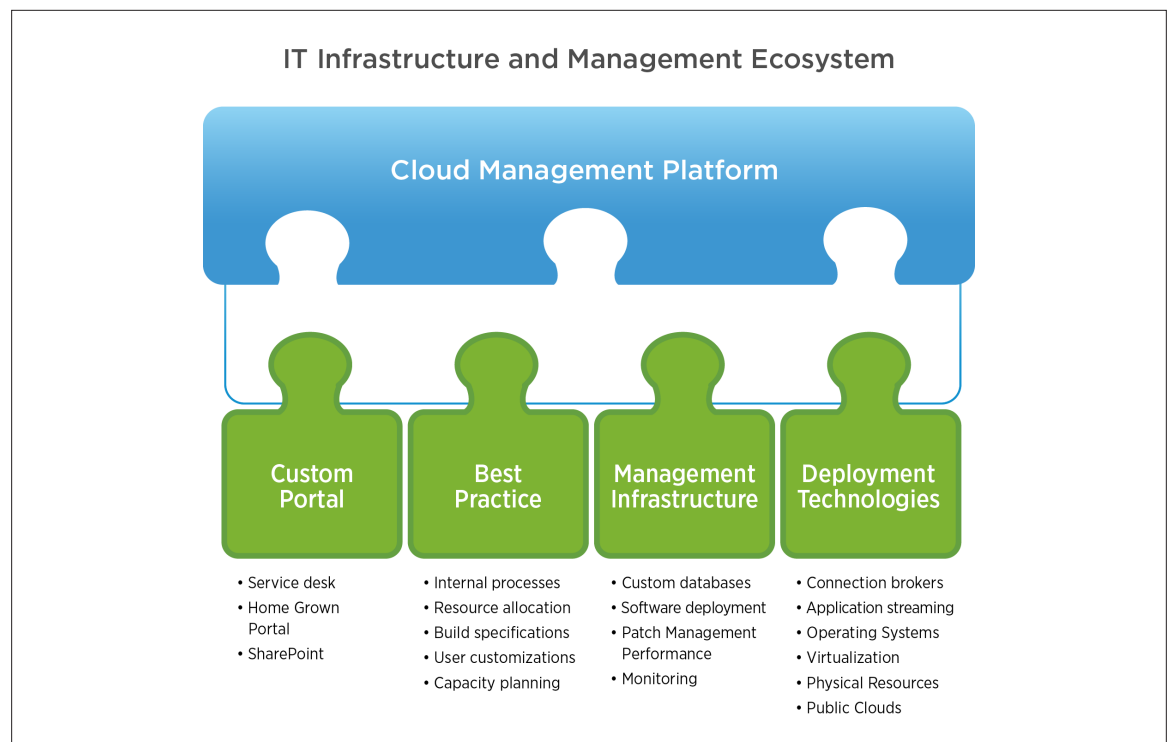 IT Infrastructure and Management Ecosystem
Cloud Management Platform
Custom
Portal
Best
Practice
Management
Infrastructure
Deployment
Technologies
• Service desk
• Home Grown
Portal
• SharePoint
• Internal processes
• Resource allocation
• Build specifications
• User customizations
• Capacity planning
• Custom databases
• Software deployment
• Patch Management
Performance
• Monitoring
• Connection brokers
• Application streaming
• Operating Systems
• Virtualization
• Physical Resources
• Public Clouds